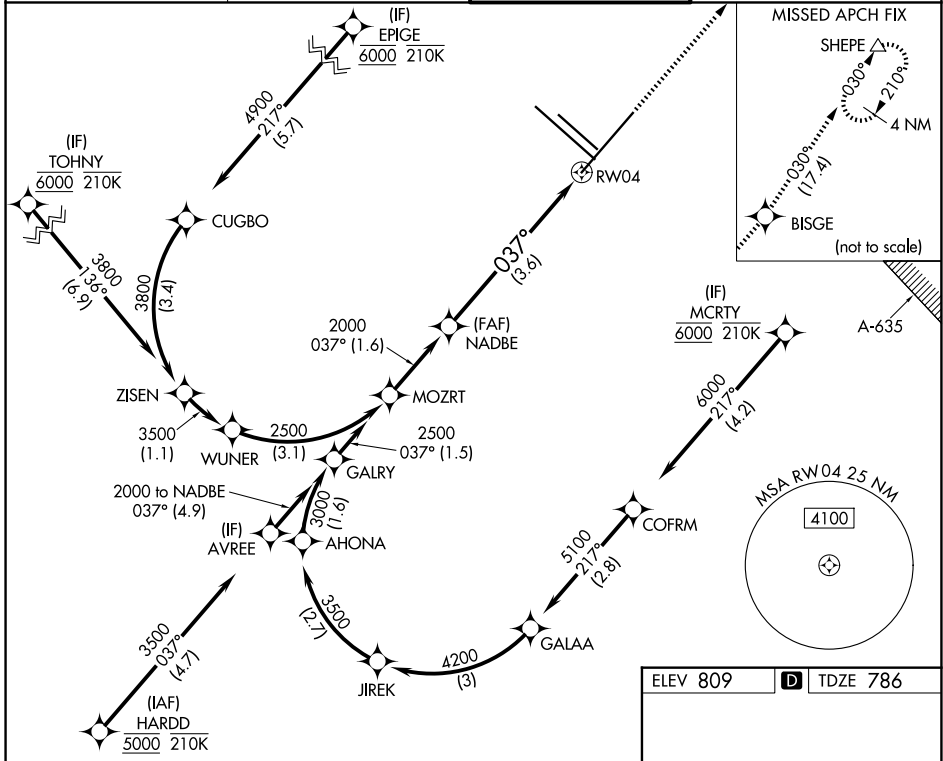 (IF)
EPIGE
6000 210K
4900
217°
(5.7)
(IF)
TOHNY
6000 210K
3800
136°
(6.9)
CUGBO
3800
(3.4)
RW04
037°
(3.6)
2000
037° (1.6)
(FAF)
NADBE
ZISEN
MOZRT
3500
(1.1)
WUNER
2500
(3.1)
2500
037° (1.5)
GALRY
2000 to NADBE
037° (4.9)
(IF)
AVREE
3000
(1.6)
AHONA
3500
037°
(4.7)
(IAF)
HARDD
5000 210K
3500
(2.7)
JIREK
4200
(3)
GALAA
5100
217°
(2.8)
COFRM
6000
217°
(4.2)
(IF)
MCRTY
6000 210K
A-635
MISSED APCH FIX
SHEPE
030°
210°
4 NM
030°
(17.4)
BISGE
(not to scale)
MSA RW04 25 NM
4100
ELEV 809
D
TDZE 786